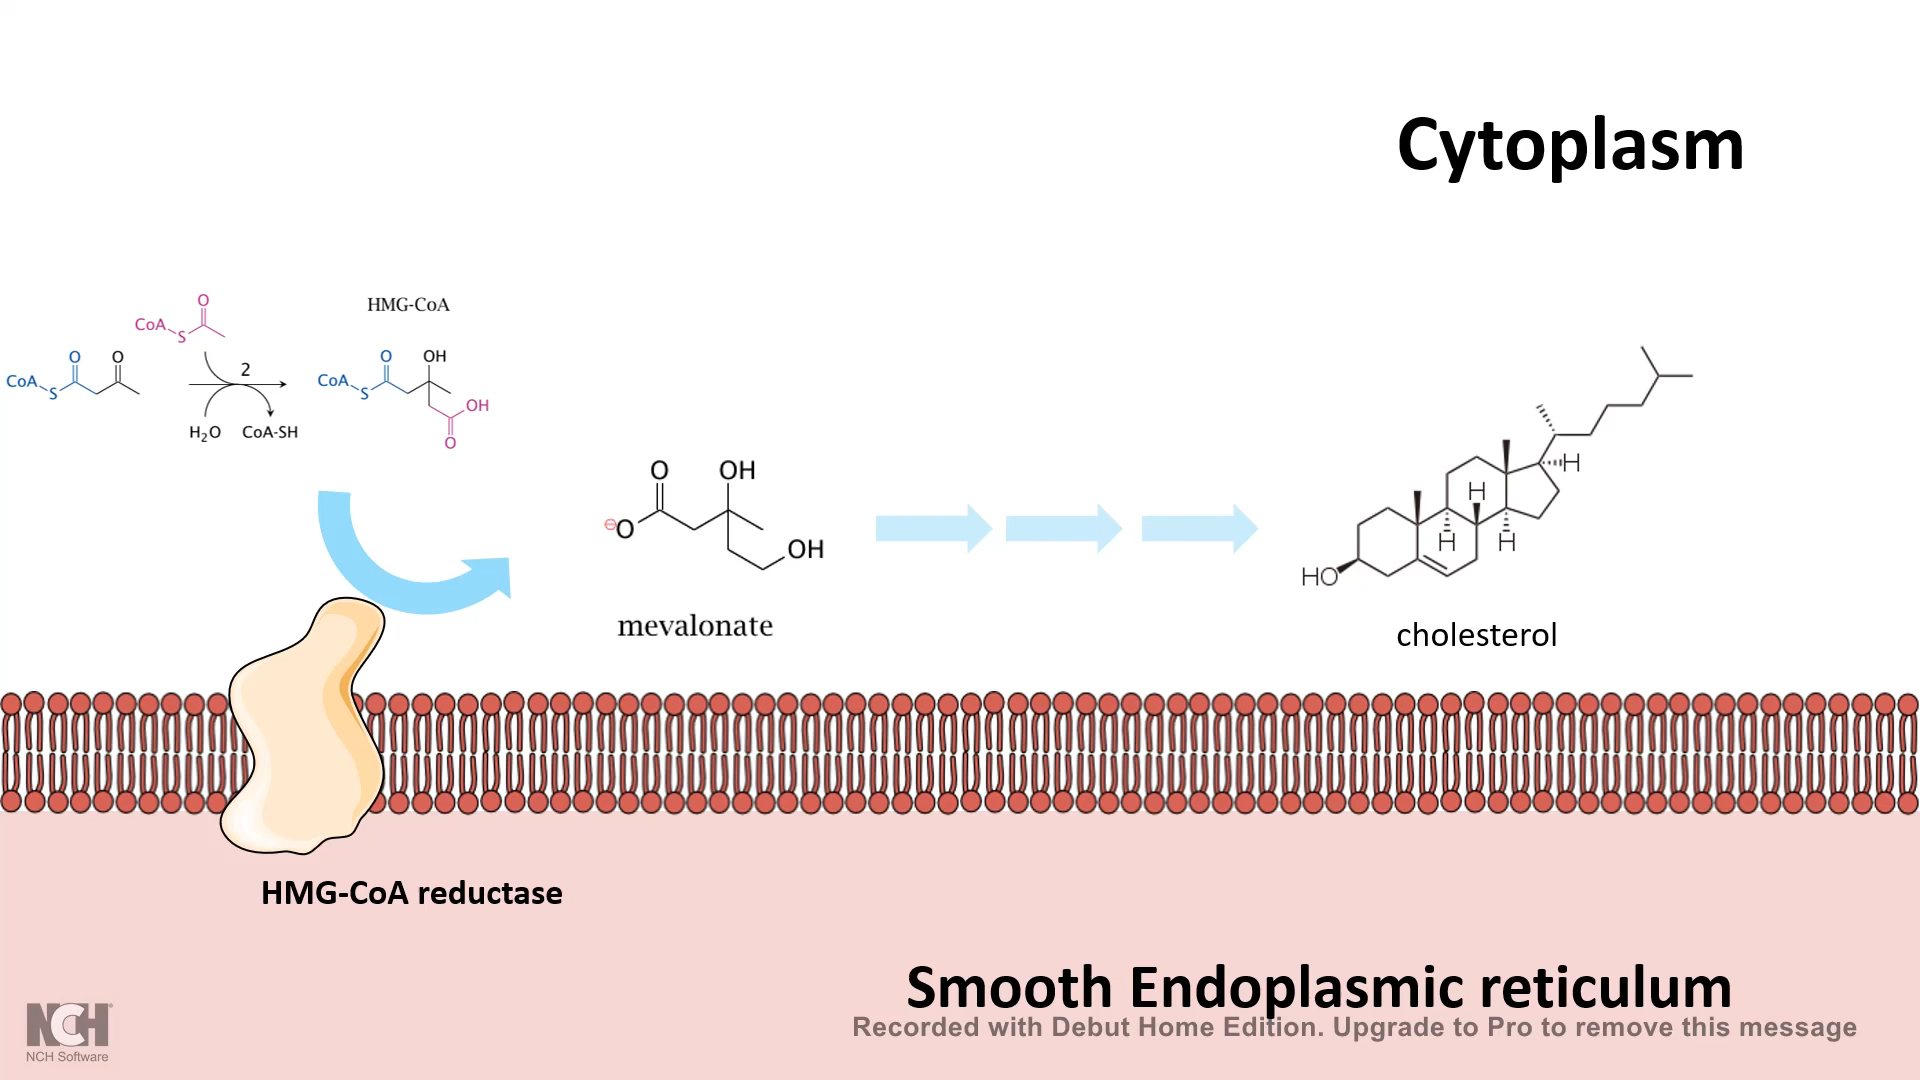 Cytoplasm
HMG-CoA
CoA
S
O
CoA
S
O
O
2
H₂O
CoA-SH
CoA
S
O
OH
OH
O
O
OH
⊖O
OH
mevalonate
H
H
H
H
HO
cholesterol
HMG-CoA reductase
Smooth Endoplasmic reticulum
Recorded with Debut Home Edition. Upgrade to Pro to remove this message
NCH®
NCH Software